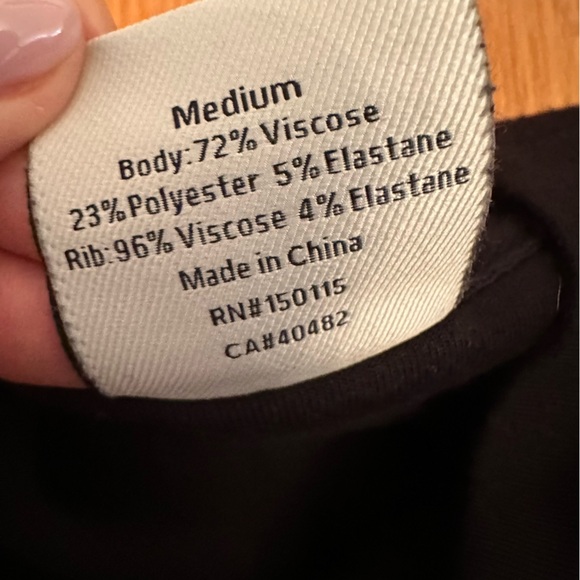 Medium
Body:72% Viscose
23% Polyester 5% Elastane
Rib:96% Viscose 4% Elastane
Made in China
RN#150115
CA#40482